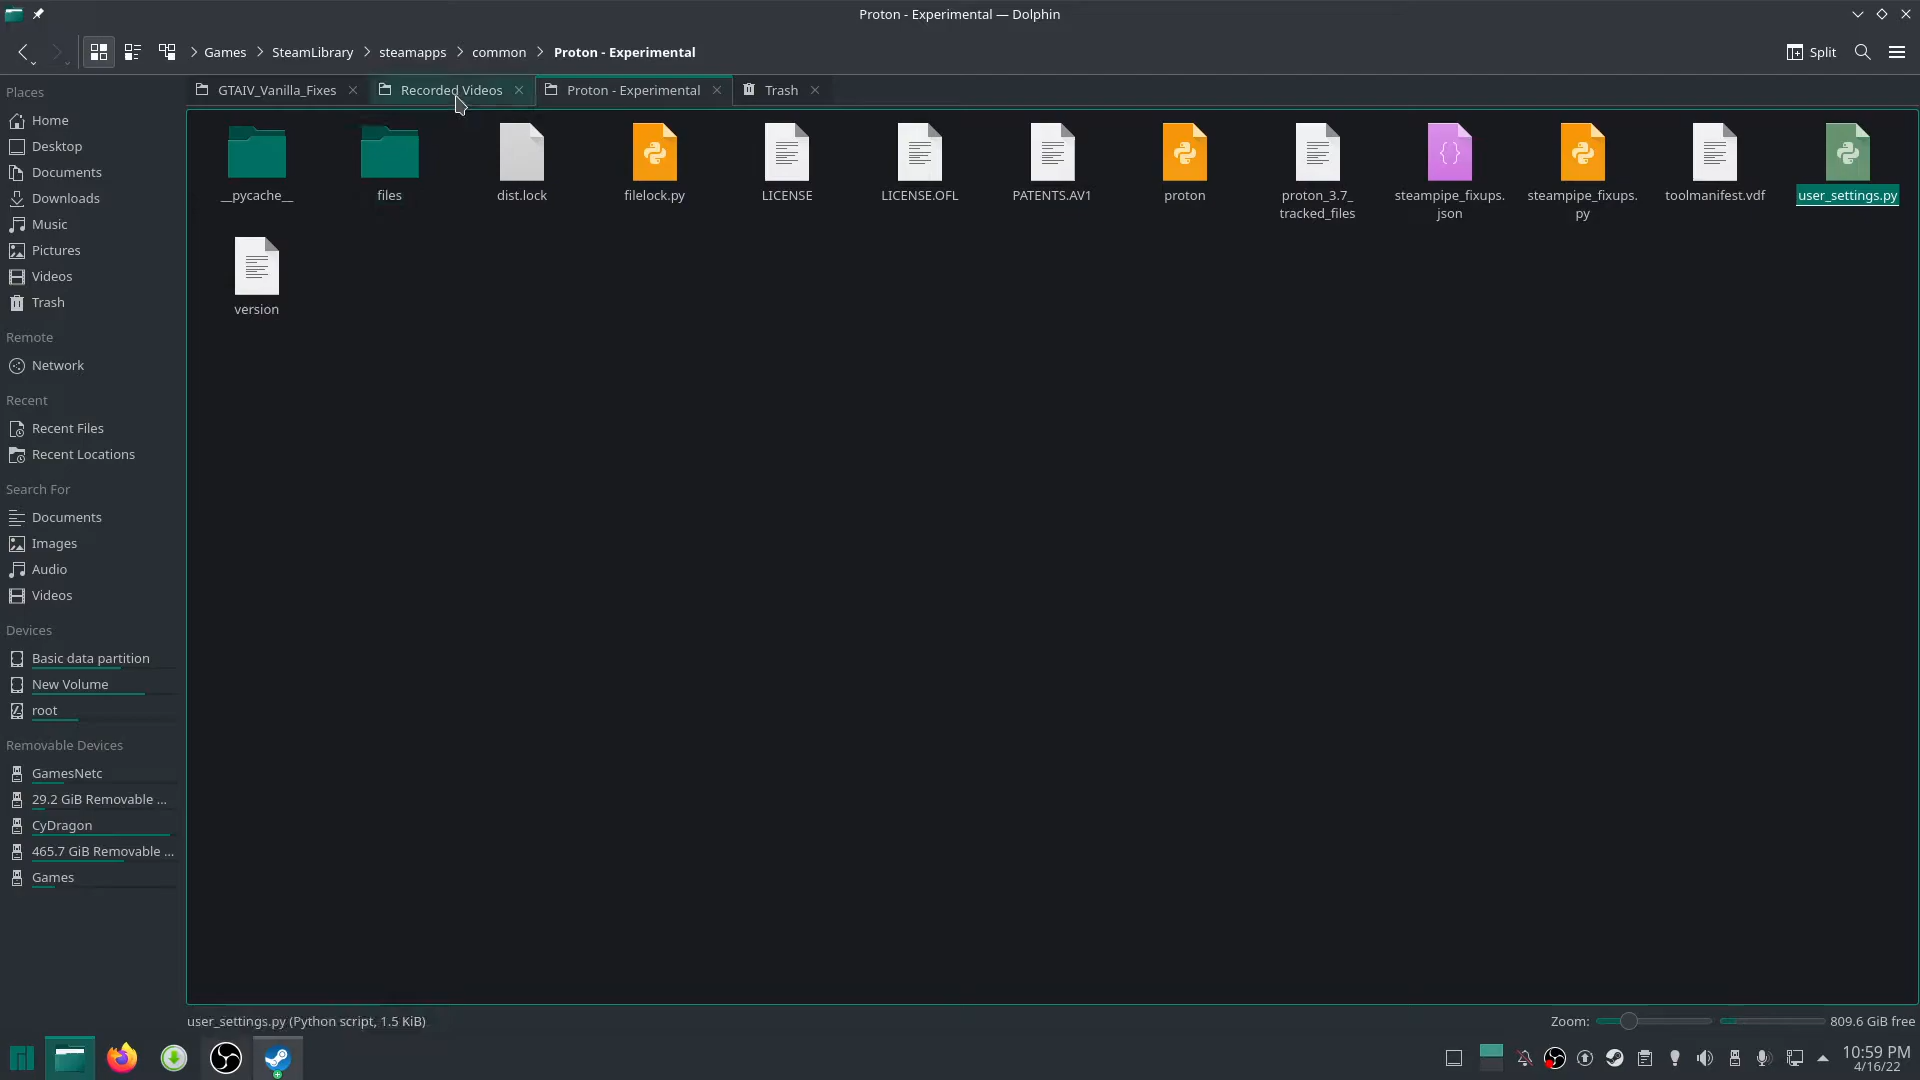 Proton - Experimental — Dolphin
Games > SteamLibrary > steamapps > common > Proton - Experimental
Split
Places
GTAIV_Vanilla_Fixes
Recorded Videos
Proton - Experimental
Trash
Home
Desktop
Documents
Downloads
Music
Pictures
Videos
Trash
Remote
Network
Recent
Recent Files
Recent Locations
Search For
Documents
Images
Audio
Videos
Devices
Basic data partition
New Volume
root
Removable Devices
GamesNetc
29.2 GiB Removable ...
CyDragon
465.7 GiB Removable ...
Games
__pycache__
files
dist.lock
filelock.py
LICENSE
LICENSE.OFL
PATENTS.AV1
proton
proton_3.7_
tracked_files
steampipe_fixups.
json
steampipe_fixups.
py
toolmanifest.vdf
user_settings.py
version
user_settings.py (Python script, 1.5 KiB)
Zoom:
809.6 GiB free
10:59 PM
4/16/22